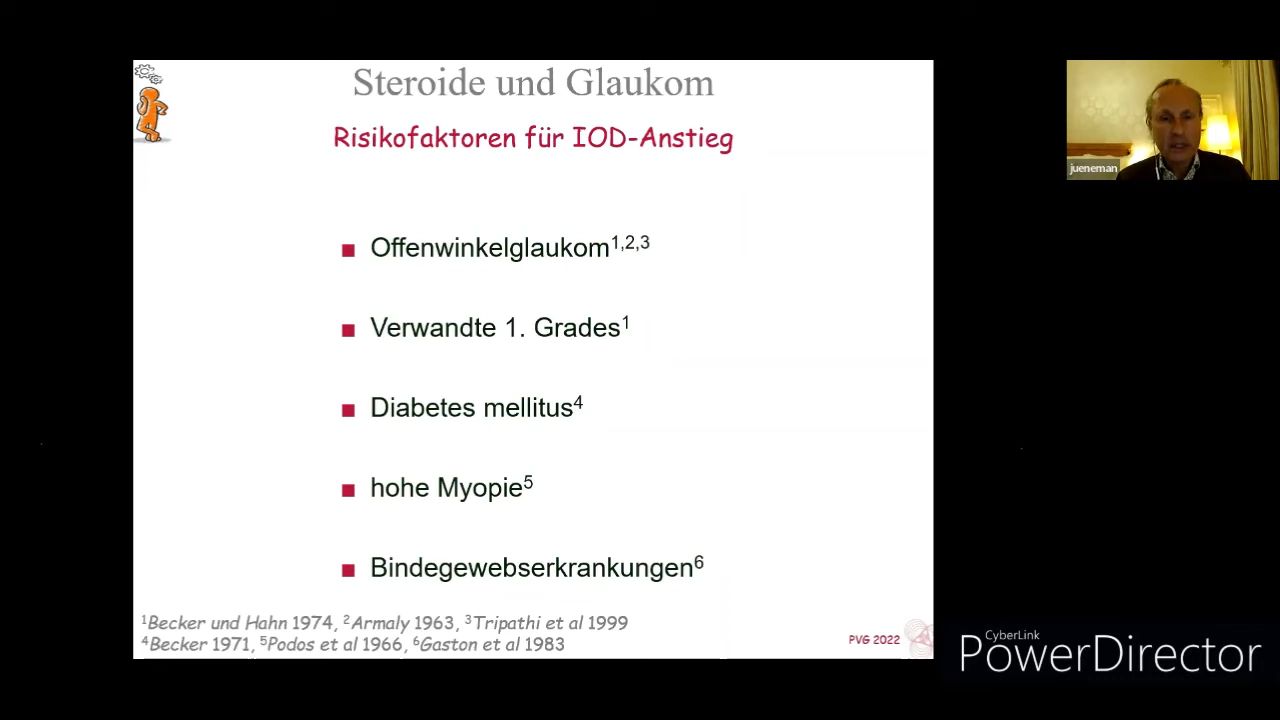 Steroide und Glaukom
Risikofaktoren für IOD-Anstieg
jueneman
■ Offenwinkelglaukom1,2,3
■ Verwandte 1. Grades1
■ Diabetes mellitus4
■ hohe Myopie5
■ Bindegewebserkrankungen6
1Becker und Hahn 1974, 2Armaly 1963, 3Tripathi et al 1999
4Becker 1971, 5Podos et al 1966, 6Gaston et al 1983
PVG 2022
CyberLink
PowerDirector